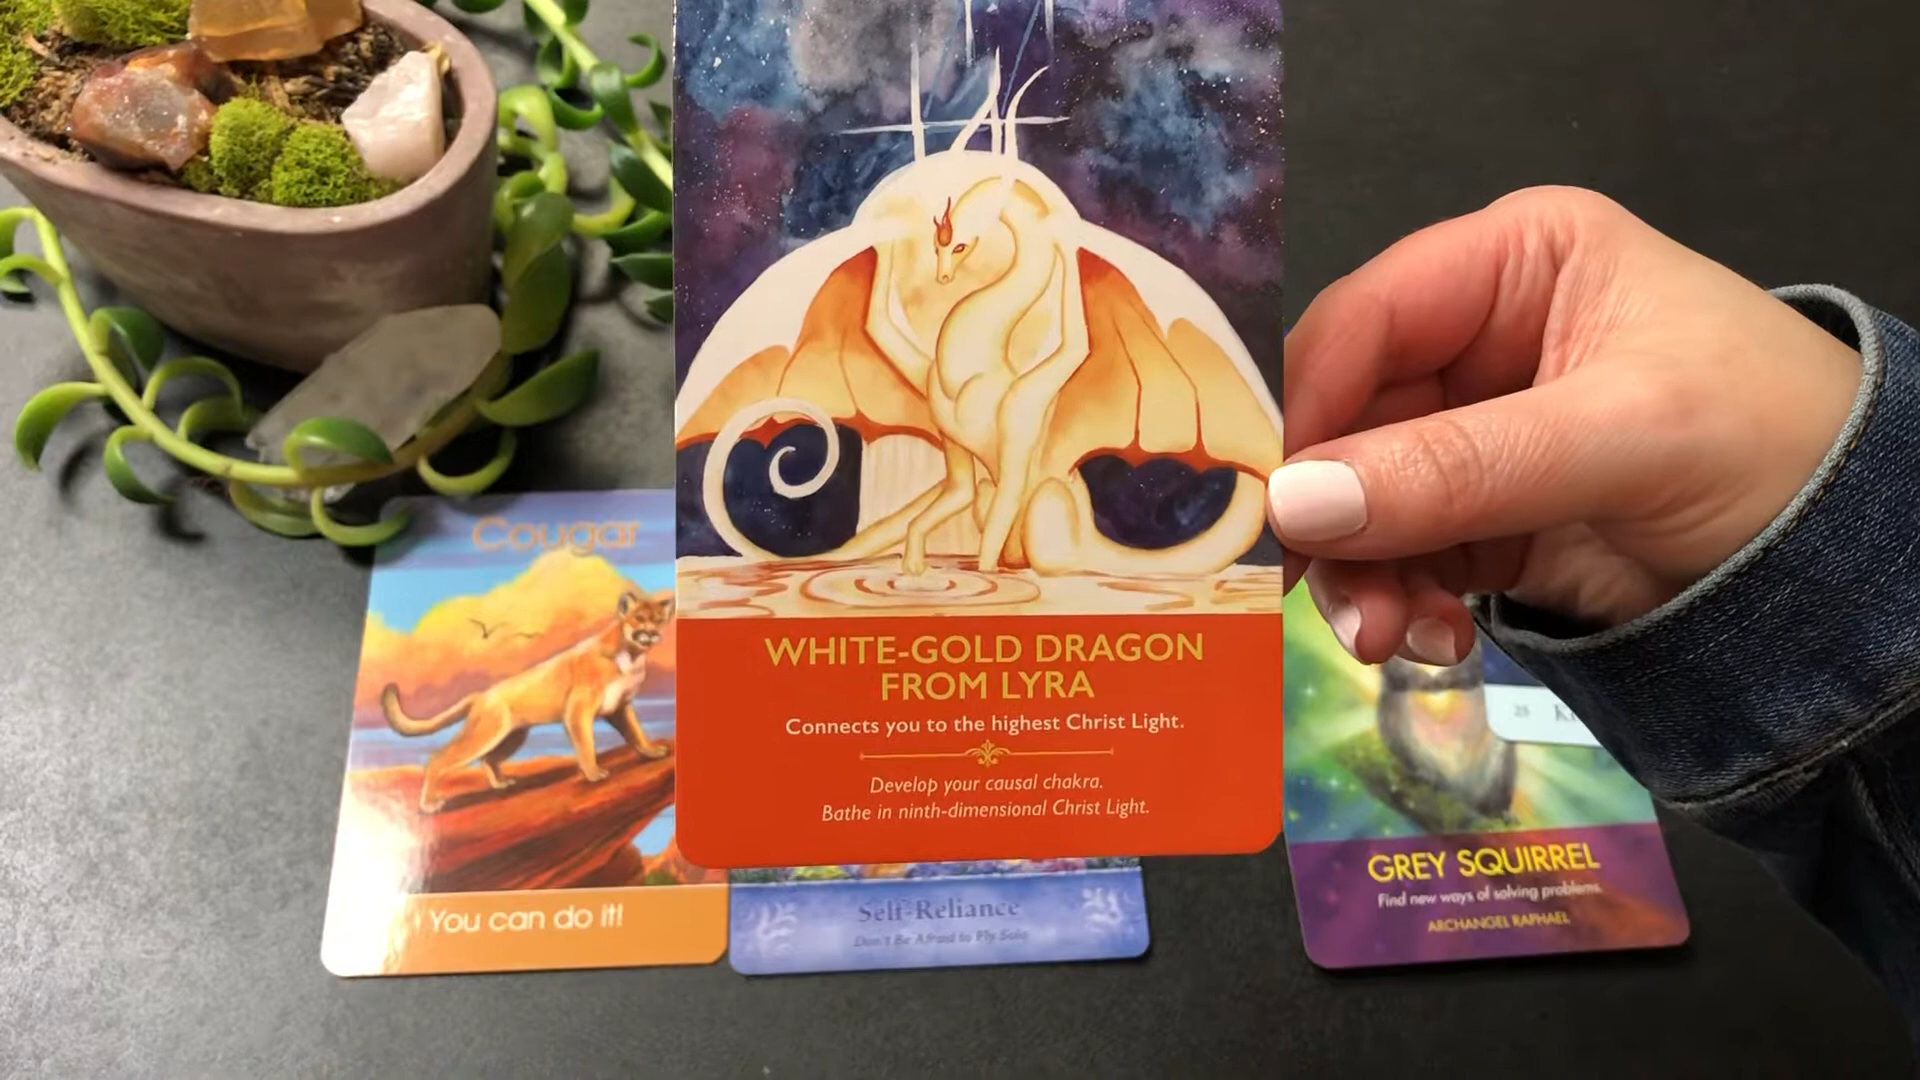 Cougar
You can do it!
WHITE-GOLD DRAGON
FROM LYRA
Connects you to the highest Christ Light.
Develop your causal chakra.
Bathe in ninth-dimensional Christ Light.
Self-Reliance
Don't Be Afraid to Fly Solo
25
GREY SQUIRREL
Find new ways of solving problems.
ARCHANGEL RAPHAEL